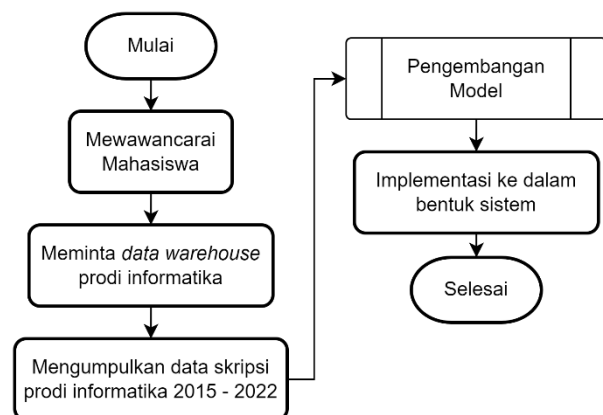 Mulai
Mewawancarai
Mahasiswa
Meminta data warehouse
prodi informatika
Mengumpulkan data skripsi
prodi informatika 2015 - 2022
Pengembangan
Model
Implementasi ke dalam
bentuk sistem
Selesai